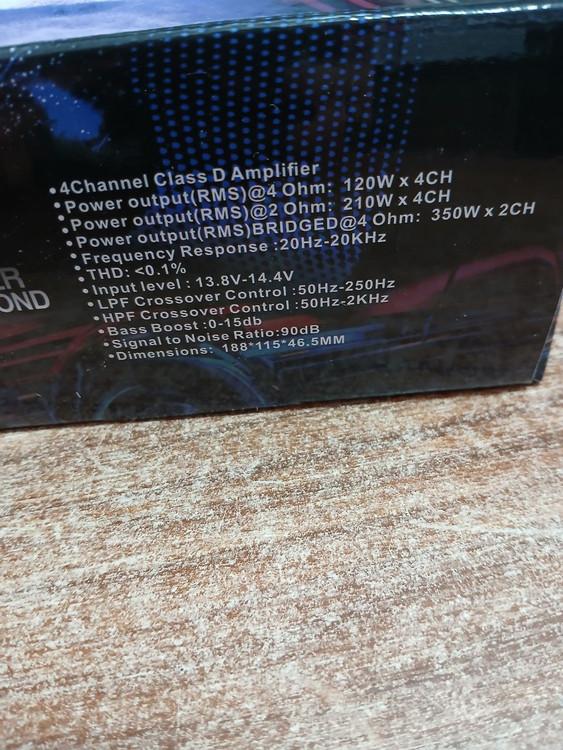 •4Channel Class D Amplifier
•Power output(RMS)@4 Ohm: 120W x 4CH
•Power output(RMS)@2 Ohm: 210W x 4CH
•Power output(RMS)BRIDGED@4 Ohm: 350W x 2CH
•Frequency Response :20Hz-20KHz
•THD: <0.1%
•Input level : 13.8V-14.4V
•LPF Crossover Control :50Hz-250Hz
•HPF Crossover Control :50Hz-2KHz
•Bass Boost :0-15db
•Signal to Noise Ratio:90dB
•Dimensions: 188*115*46.5MM